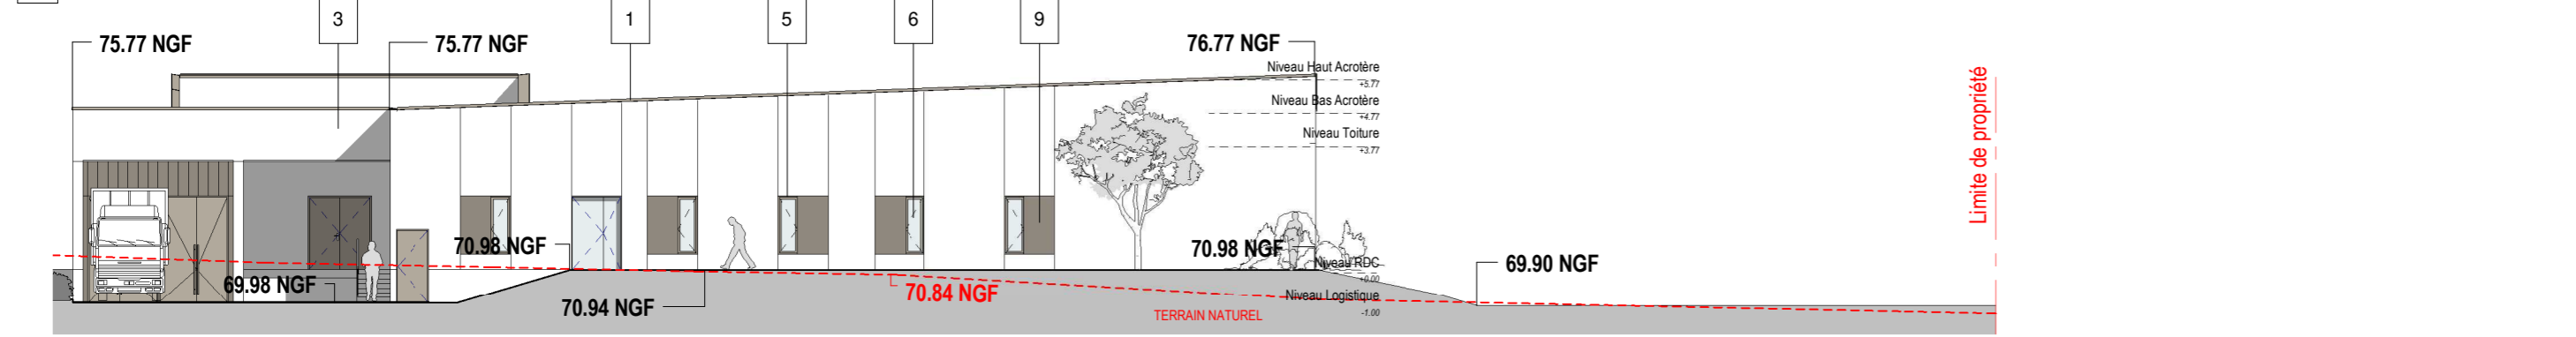 3
1
5
6
9
75.77 NGF
75.77 NGF
76.77 NGF
Niveau Haut Acrotère
+5.77
Niveau Bas Acrotère
+4.77
Niveau Toiture
+3.77
Limite de propriété
70.98 NGF
70.98 NGF
Niveau RDC
+0.00
69.90 NGF
69.98 NGF
70.94 NGF
70.84 NGF
Niveau Logistique
-1.00
TERRAIN NATUREL